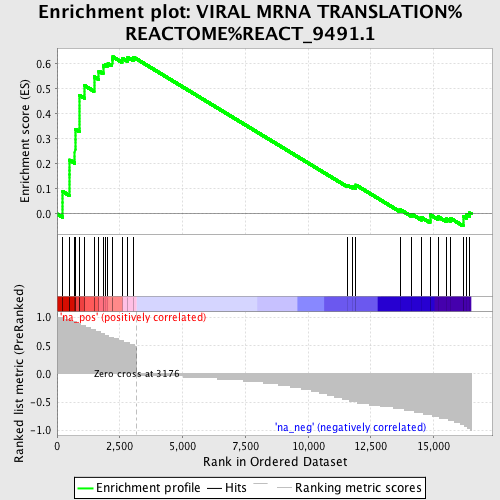 Enrichment plot: VIRAL MRNA TRANSLATION%
REACTOME%REACT_9491.1
Enrichment score (ES)
0.6
0.5
0.4
0.3
0.2
0.1
0.0
Ranked list metric (PreRanked)
1.0
0.5
0.0
-0.5
-1.0
'na_pos' (positively correlated)
Zero cross at 3176
'na_neg' (negatively correlated)
0 2,500 5,000 7,500 10,000 12,500 15,000
Rank in Ordered Dataset
Enrichment profile Hits Ranking metric scores